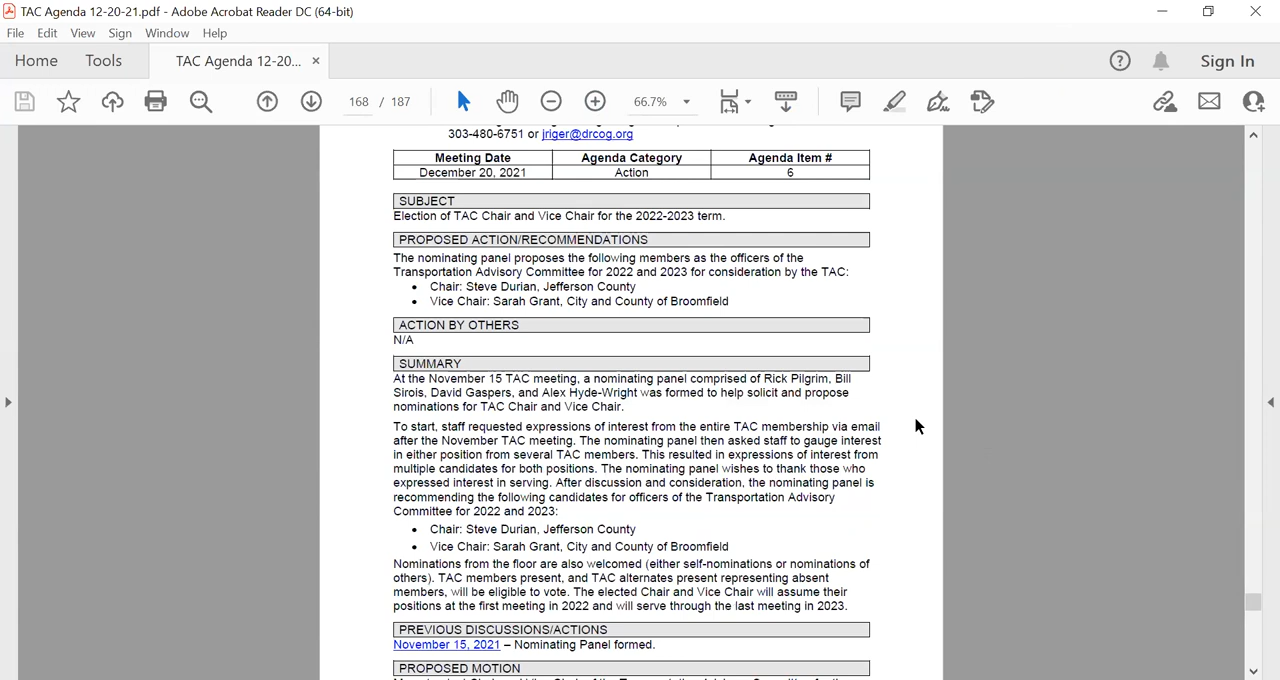 TAC Agenda 12-20-21.pdf - Adobe Acrobat Reader DC (64-bit)
File Edit View Sign Window Help
Home Tools TAC Agenda 12-20... × Sign In
168 / 187 66.7%
303-480-6751 or jriger@drcog.org
Meeting Date Agenda Category Agenda Item #
December 20, 2021 Action 6
SUBJECT
Election of TAC Chair and Vice Chair for the 2022-2023 term.
PROPOSED ACTION/RECOMMENDATIONS
The nominating panel proposes the following members as the officers of the
Transportation Advisory Committee for 2022 and 2023 for consideration by the TAC:
• Chair: Steve Durian, Jefferson County
• Vice Chair: Sarah Grant, City and County of Broomfield
ACTION BY OTHERS
N/A
SUMMARY
At the November 15 TAC meeting, a nominating panel comprised of Rick Pilgrim, Bill
Sirois, David Gaspers, and Alex Hyde-Wright was formed to help solicit and propose
nominations for TAC Chair and Vice Chair.
To start, staff requested expressions of interest from the entire TAC membership via email
after the November TAC meeting. The nominating panel then asked staff to gauge interest
in either position from several TAC members. This resulted in expressions of interest from
multiple candidates for both positions. The nominating panel wishes to thank those who
expressed interest in serving. After discussion and consideration, the nominating panel is
recommending the following candidates for officers of the Transportation Advisory
Committee for 2022 and 2023:
• Chair: Steve Durian, Jefferson County
• Vice Chair: Sarah Grant, City and County of Broomfield
Nominations from the floor are also welcomed (either self-nominations or nominations of
others). TAC members present, and TAC alternates present representing absent
members, will be eligible to vote. The elected Chair and Vice Chair will assume their
positions at the first meeting in 2022 and will serve through the last meeting in 2023.
PREVIOUS DISCUSSIONS/ACTIONS
November 15, 2021 – Nominating Panel formed.
PROPOSED MOTION